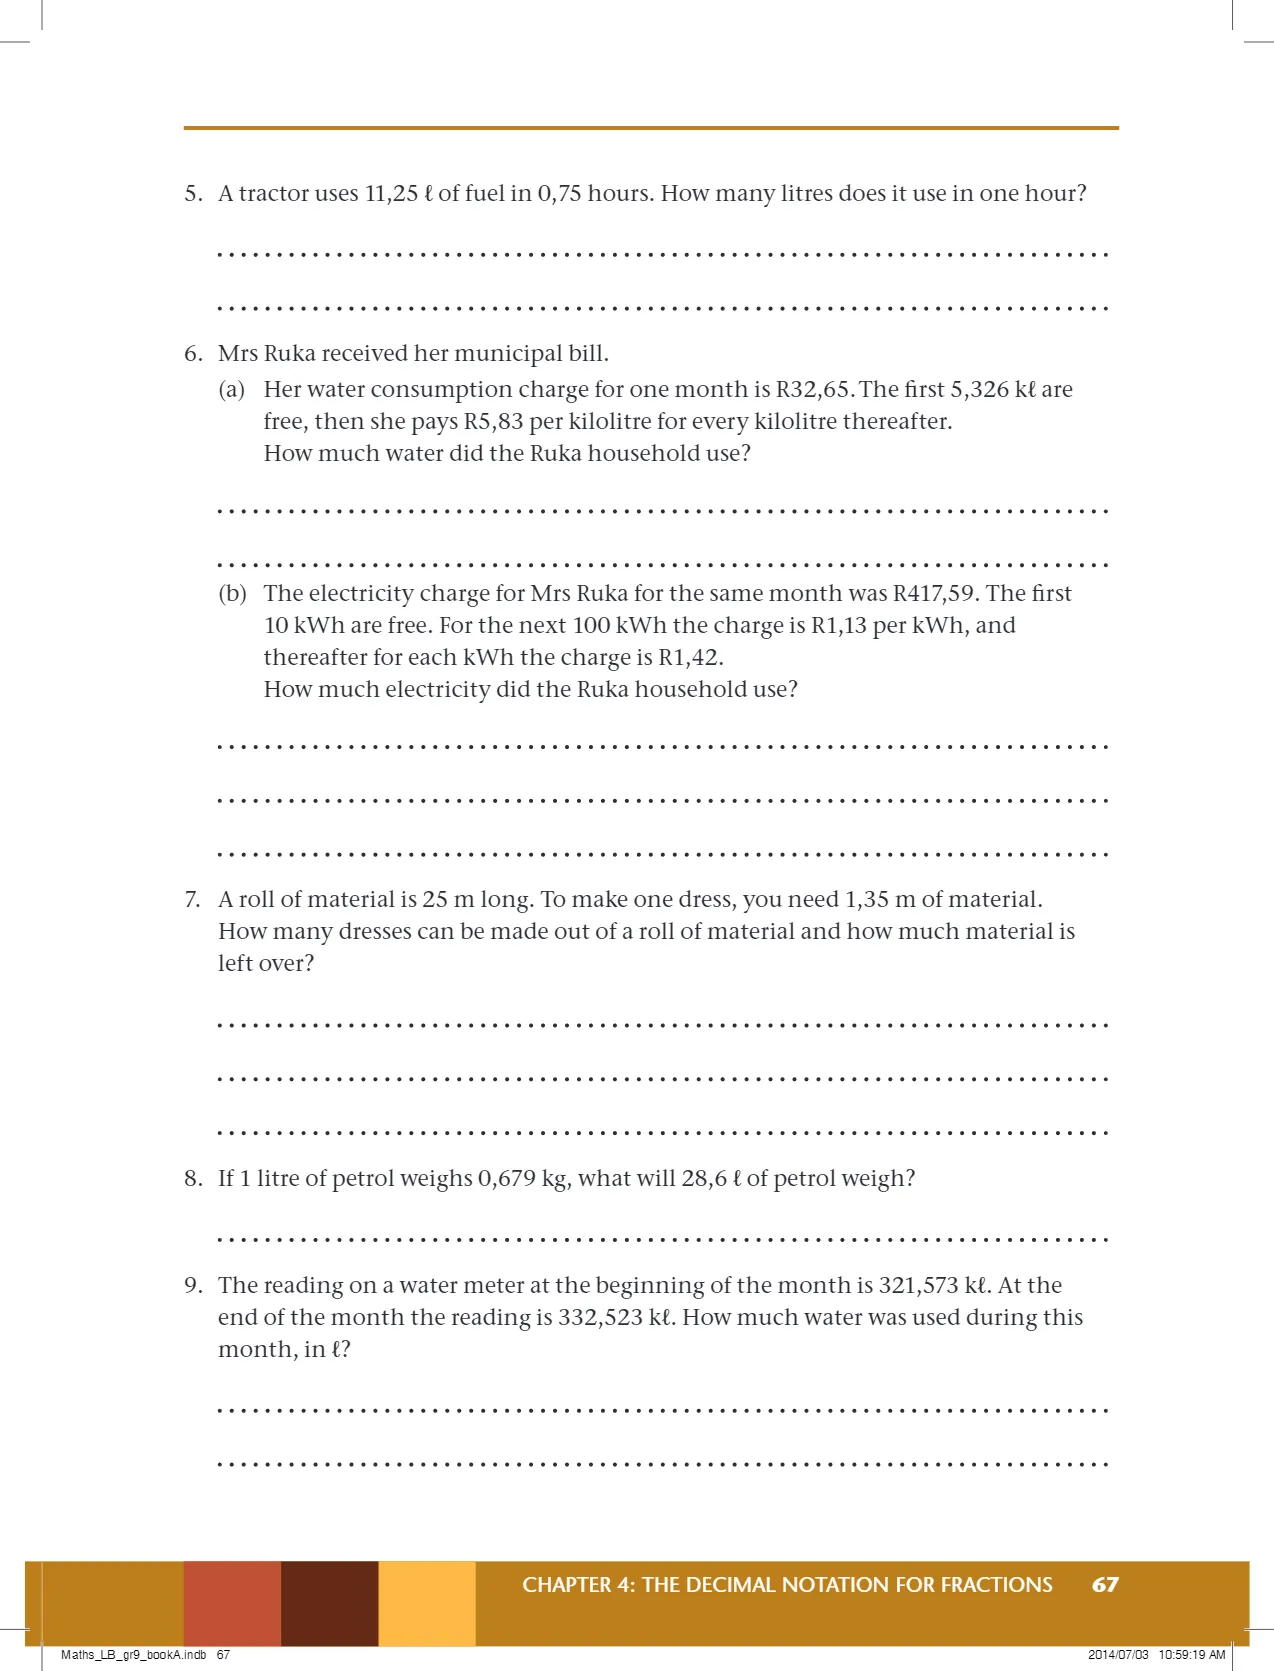 5. A tractor uses 11,25 ℓ of fuel in 0,75 hours. How many litres does it use in one hour?
6. Mrs Ruka received her municipal bill.
(a) Her water consumption charge for one month is R32,65. The first 5,326 kℓ are
free, then she pays R5,83 per kilolitre for every kilolitre thereafter.
How much water did the Ruka household use?
(b) The electricity charge for Mrs Ruka for the same month was R417,59. The first
10 kWh are free. For the next 100 kWh the charge is R1,13 per kWh, and
thereafter for each kWh the charge is R1,42.
How much electricity did the Ruka household use?
7. A roll of material is 25 m long. To make one dress, you need 1,35 m of material.
How many dresses can be made out of a roll of material and how much material is
left over?
8. If 1 litre of petrol weighs 0,679 kg, what will 28,6 ℓ of petrol weigh?
9. The reading on a water meter at the beginning of the month is 321,573 kℓ. At the
end of the month the reading is 332,523 kℓ. How much water was used during this
month, in ℓ?
CHAPTER 4: THE DECIMAL NOTATION FOR FRACTIONS 67
Maths_LB_gr9_bookA.indb 67 2014/07/03 10:59:19 AM